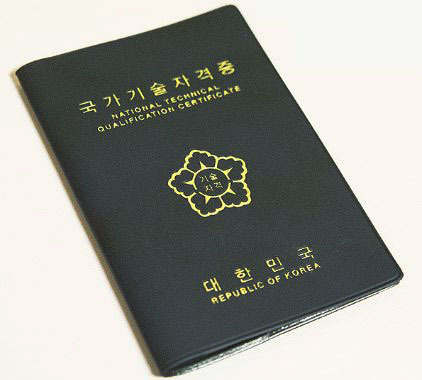 국가기술자격증
NATIONAL TECHNICAL
QUALIFICATION CERTIFICATE
기술
자격
대한민국
REPUBLIC OF KOREA